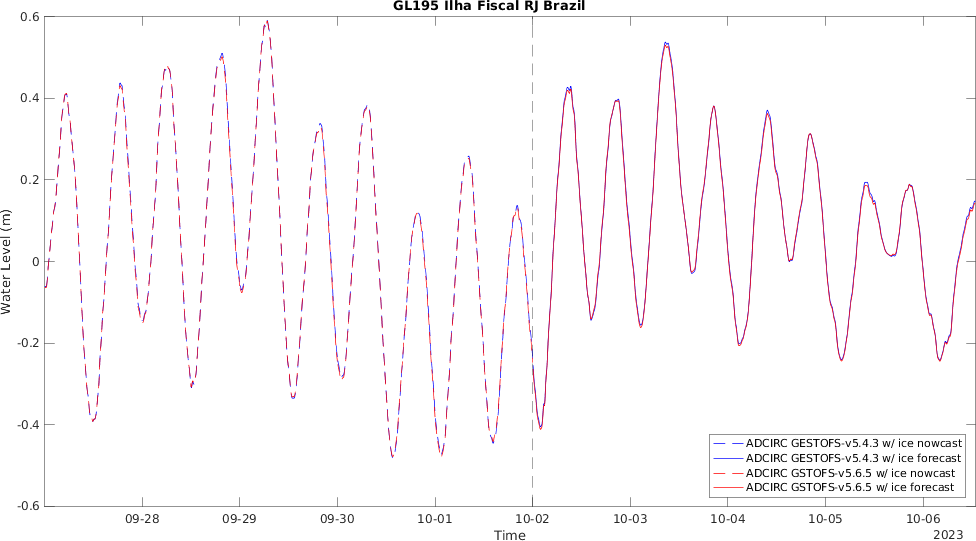 GL195 Ilha Fiscal RJ Brazil
0.6
0.4
0.2
0
-0.2
-0.4
-0.6
Water Level (m)
ADCIRC GESTOFS-v5.4.3 w/ ice nowcast
ADCIRC GESTOFS-v5.4.3 w/ ice forecast
ADCIRC GSTOFS-v5.6.5 w/ ice nowcast
ADCIRC GSTOFS-v5.6.5 w/ ice forecast
09-28 09-29 09-30 10-01 10-02 10-03 10-04 10-05 10-06
Time
2023